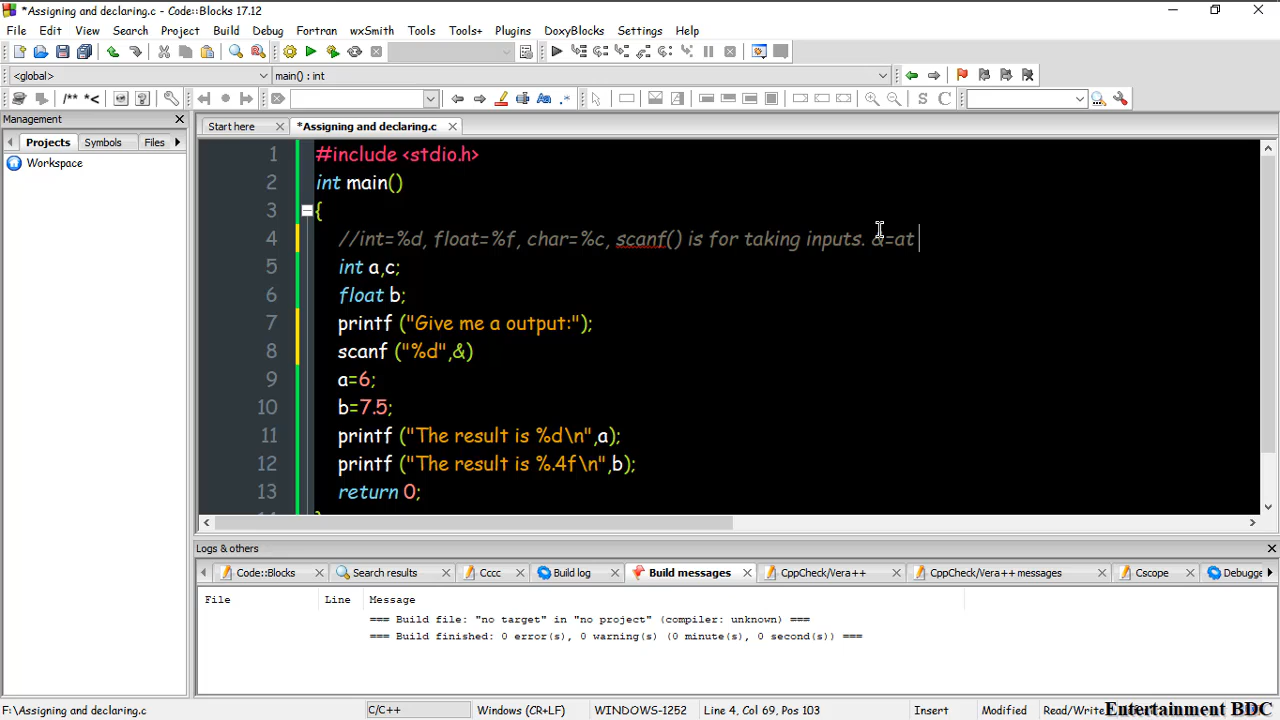 *Assigning and declaring.c - Code::Blocks 17.12
File Edit View Search Project Build Debug Fortran wxSmith Tools Tools+ Plugins DoxyBlocks Settings Help
<global> main() : int
/** *<
S C
Management
Projects Symbols Files
Workspace
Start here *Assigning and declaring.c
1 #include <stdio.h>
2 int main()
3 {
4 //int=%d, float=%f, char=%c, scanf() is for taking inputs. &=at
5 int a,c;
6 float b;
7 printf ("Give me a output:");
8 scanf ("%d",&)
9 a=6;
10 b=7.5;
11 printf ("The result is %d\n",a);
12 printf ("The result is %.4f\n",b);
13 return 0;
Logs & others
Code::Blocks Search results Cccc Build log Build messages CppCheck/Vera++ CppCheck/Vera++ messages Cscope Debugge
File Line Message
=== Build file: "no target" in "no project" (compiler: unknown) ===
=== Build finished: 0 error(s), 0 warning(s) (0 minute(s), 0 second(s)) ===
F:\Assigning and declaring.c C/C++ Windows (CR+LF) WINDOWS-1252 Line 4, Col 69, Pos 103 Insert Modified Read/Write
Entertainment BDC